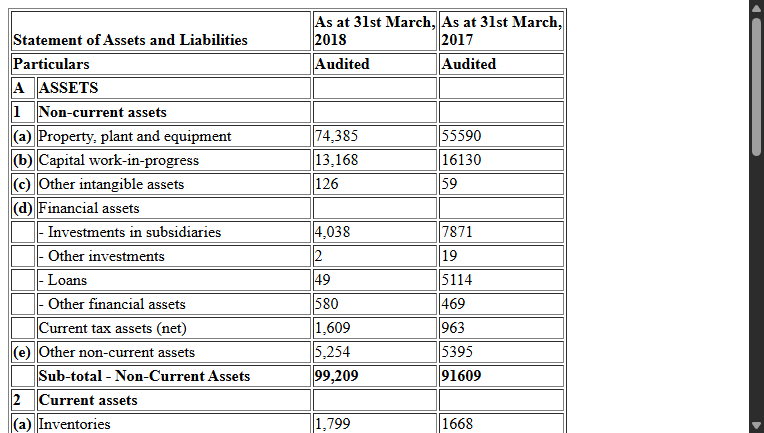 Statement of Assets and Liabilities As at 31st March, 2018 As at 31st March, 2017
Particulars Audited Audited
A ASSETS
1 Non-current assets
(a) Property, plant and equipment 74,385 55590
(b) Capital work-in-progress 13,168 16130
(c) Other intangible assets 126 59
(d) Financial assets
- Investments in subsidiaries 4,038 7871
- Other investments 2 19
- Loans 49 5114
- Other financial assets 580 469
Current tax assets (net) 1,609 963
(e) Other non-current assets 5,254 5395
Sub-total - Non-Current Assets 99,209 91609
2 Current assets
(a) Inventories 1,799 1668